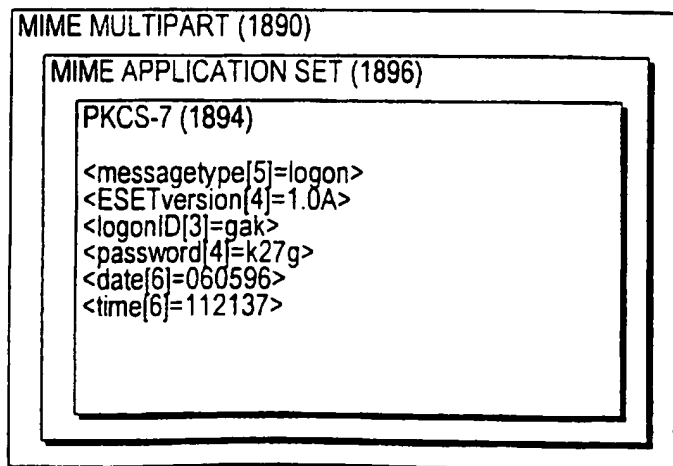 MIME MULTIPART (1890)
MIME APPLICATION SET (1896)
PKCS-7 (1894)
<messagetype[5]=logon>
<ESETversion[4]=1.0A>
<logonID[3]=gak>
<password[4]=k27g>
<date[6]=060596>
<time[6]=112137>